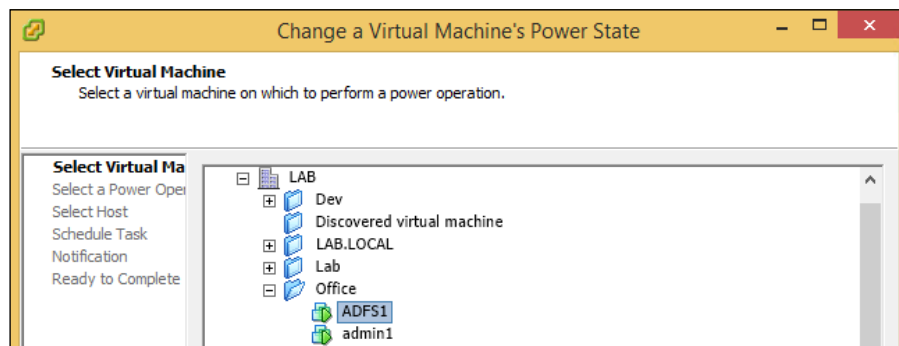 Change a Virtual Machine's Power State
Select Virtual Machine
Select a virtual machine on which to perform a power operation.
Select Virtual Ma
Select a Power Oper
Select Host
Schedule Task
Notification
Ready to Complete
LAB
Dev
Discovered virtual machine
LAB.LOCAL
Lab
Office
ADFS1
admin1